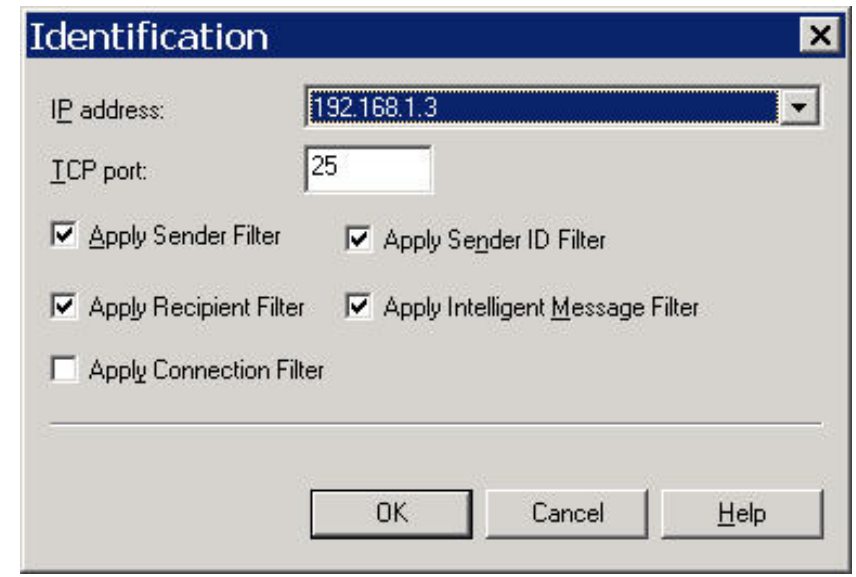 Identification
IP address: 192.168.1.3
TCP port: 25
Apply Sender Filter Apply Sender ID Filter
Apply Recipient Filter Apply Intelligent Message Filter
Apply Connection Filter
OK Cancel Help